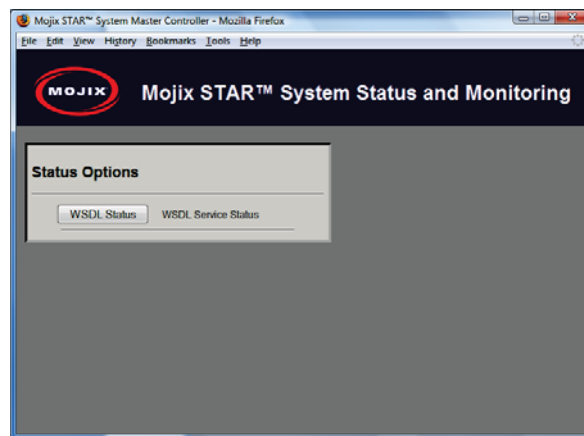 Mojix STAR™ System Master Controller - Mozilla Firefox
File Edit View History Bookmarks Tools Help
MOJIX
Mojix STAR™ System Status and Monitoring
Status Options
WSDL Status WSDL Service Status